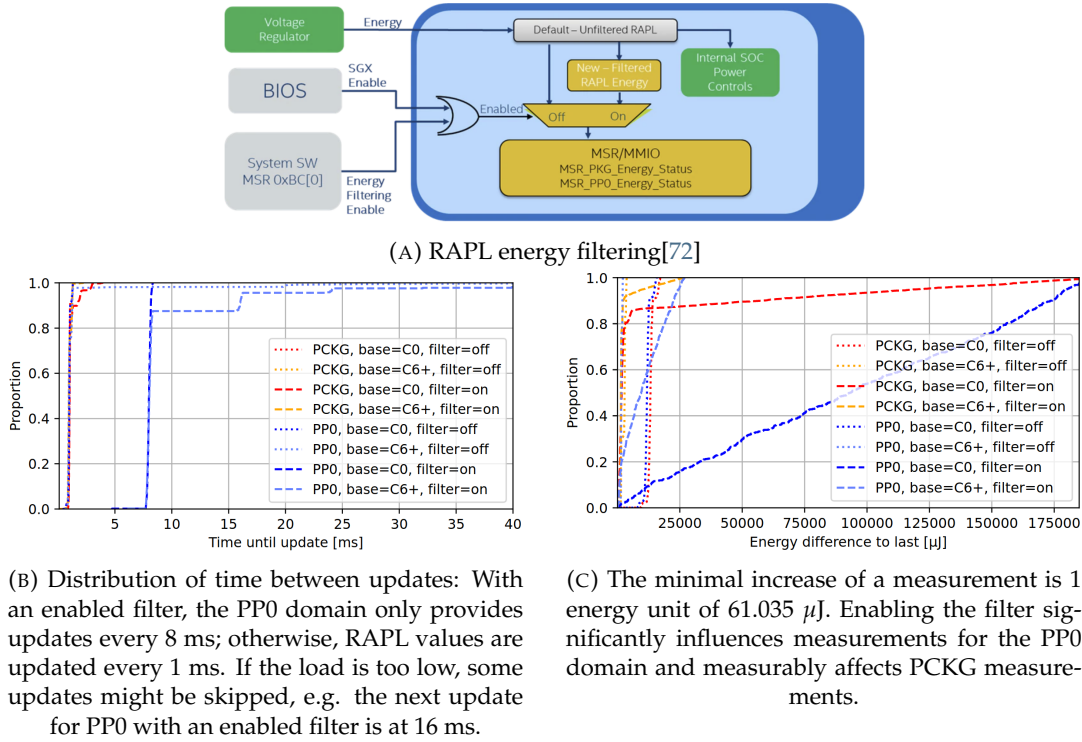 Voltage
Regulator
Energy
Default – Unfiltered RAPL
New – Filtered
RAPL Energy
Internal SOC
Power
Controls
BIOS
SGX
Enable
Enabled
Off
On
System SW
MSR 0xBC[0]
Energy
Filtering
Enable
MSR/MMIO
MSR_PKG_Energy_Status
MSR_PP0_Energy_Status
(A) RAPL energy filtering[72]
Proportion
1.0
0.8
0.6
0.4
0.2
0.0
PCKG, base=C0, filter=off
PCKG, base=C6+, filter=off
PCKG, base=C0, filter=on
PCKG, base=C6+, filter=on
PP0, base=C0, filter=off
PP0, base=C6+, filter=off
PP0, base=C0, filter=on
PP0, base=C6+, filter=on
5 10 15 20 25 30 35 40
Time until update [ms]
Proportion
1.0
0.8
0.6
0.4
0.2
0.0
PCKG, base=C0, filter=off
PCKG, base=C6+, filter=off
PCKG, base=C0, filter=on
PCKG, base=C6+, filter=on
PP0, base=C0, filter=off
PP0, base=C6+, filter=off
PP0, base=C0, filter=on
PP0, base=C6+, filter=on
25000 50000 75000 100000 125000 150000 175000
Energy difference to last [μJ]
(B) Distribution of time between updates: With
an enabled filter, the PP0 domain only provides
updates every 8 ms; otherwise, RAPL values are
updated every 1 ms. If the load is too low, some
updates might be skipped, e.g. the next update
for PP0 with an enabled filter is at 16 ms.
(C) The minimal increase of a measurement is 1
energy unit of 61.035 μJ. Enabling the filter sig-
nificantly influences measurements for the PP0
domain and measurably affects PCKG measure-
ments.